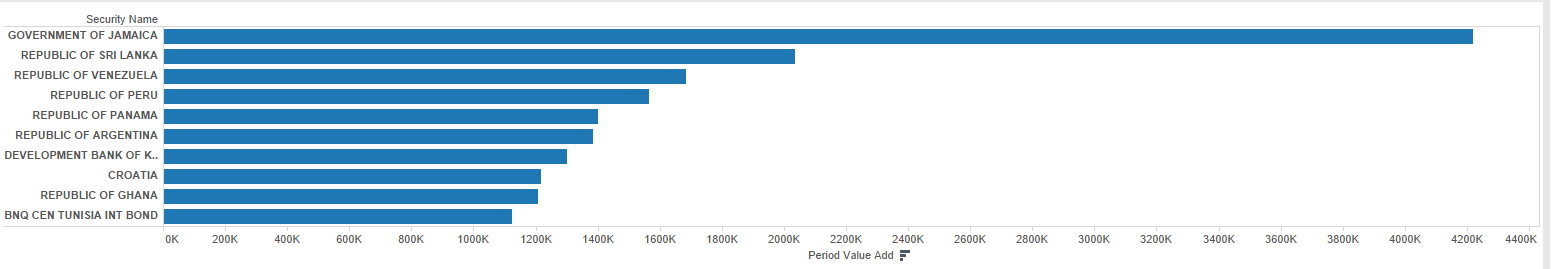 Security Name
GOVERNMENT OF JAMAICA
REPUBLIC OF SRI LANKA
REPUBLIC OF VENEZUELA
REPUBLIC OF PERU
REPUBLIC OF PANAMA
REPUBLIC OF ARGENTINA
DEVELOPMENT BANK OF K..
CROATIA
REPUBLIC OF GHANA
BNQ CEN TUNISIA INT BOND
0K 200K 400K 600K 800K 1000K 1200K 1400K 1600K 1800K 2000K 2200K 2400K 2600K 2800K 3000K 3200K 3400K 3600K 3800K 4000K 4200K 4400K
Period Value Add